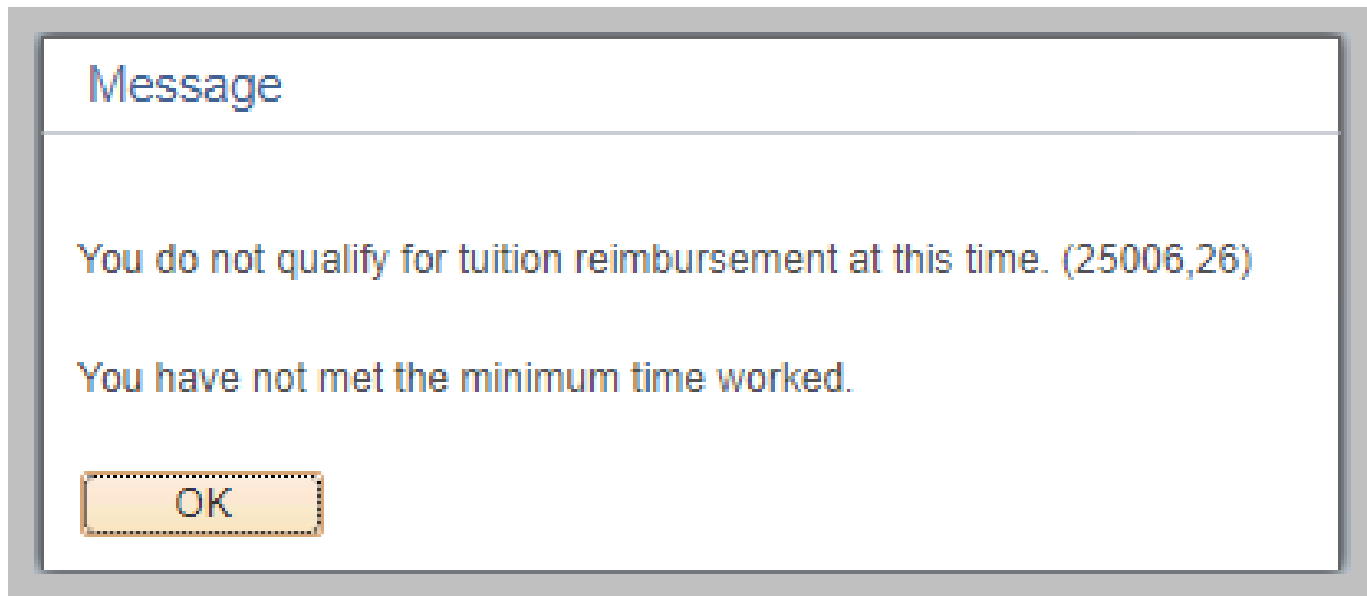 Message
You do not qualify for tuition reimbursement at this time. (25006,26)
You have not met the minimum time worked.
OK